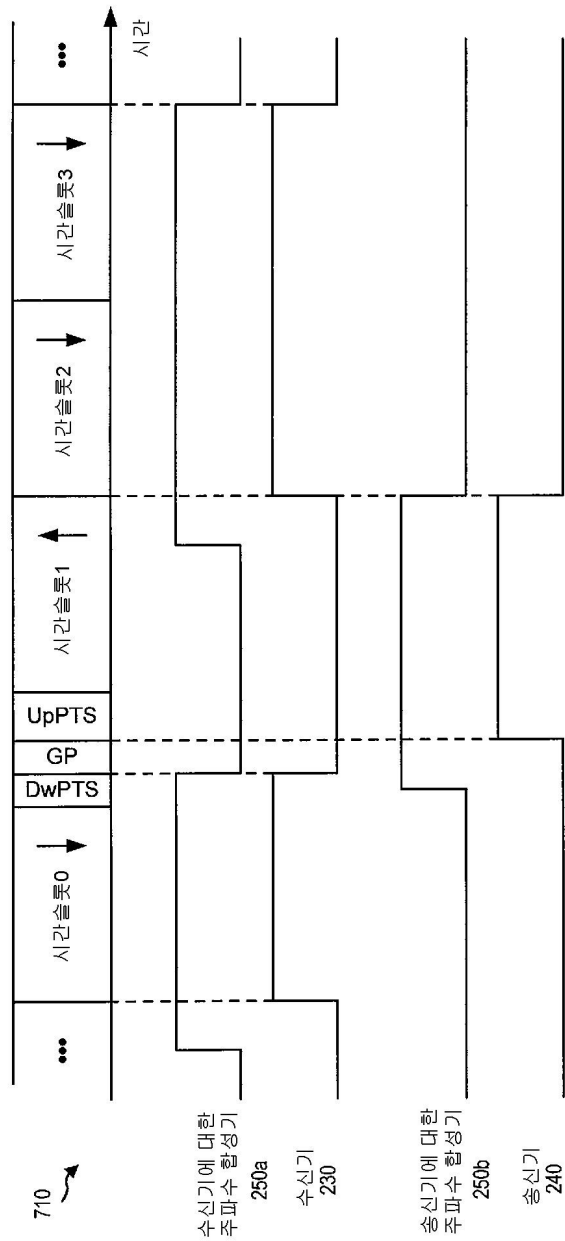 710
•••
시간슬롯0
DwPTS
GP
UpPTS
시간슬롯1
시간슬롯2
시간슬롯3
•••
시간
수신기에 대한
주파수 합성기
250a
수신기
230
송신기에 대한
주파수 합성기
250b
송신기
240